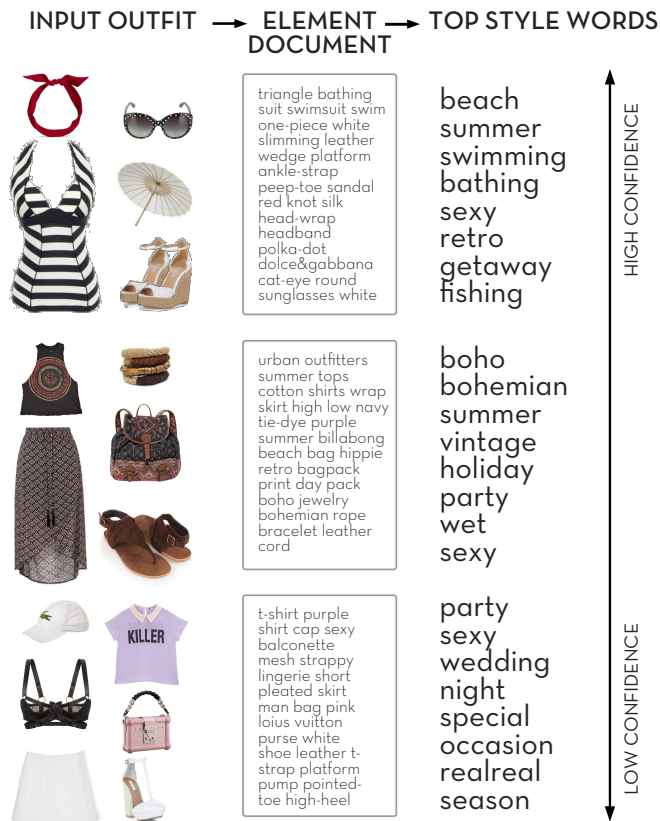 INPUT OUTFIT
ELEMENT
DOCUMENT
TOP STYLE WORDS
triangle bathing
suit swimsuit swim
one-piece white
slimming leather
wedge platform
ankle-strap
peep-toe sandal
red knot silk
head-wrap
headband
polka-dot
dolce&gabbana
cat-eye round
sunglasses white
beach
summer
swimming
bathing
sexy
retro
getaway
fishing
HIGH CONFIDENCE
urban outfitters
summer tops
cotton shirts wrap
skirt high low navy
tie-dye purple
summer billabong
beach bag hippie
retro bagpack
print day pack
boho jewelry
bohemian rope
bracelet leather
cord
boho
bohemian
summer
vintage
holiday
party
wet
sexy
KILLER
t-shirt purple
shirt cap sexy
balconette
mesh strappy
lingerie short
pleated skirt
man bag pink
loius vuitton
purse white
shoe leather t-
strap platform
pump pointed-
toe high-heel
party
sexy
wedding
night
special
occasion
realreal
season
LOW CONFIDENCE